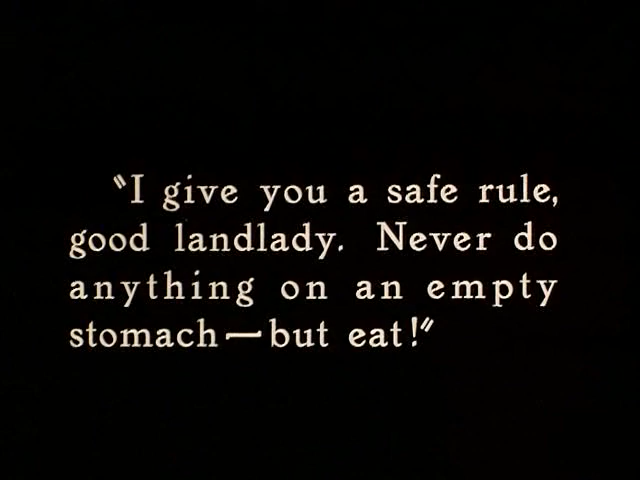 "I give you a safe rule,
good landlady. Never do
anything on an empty
stomach—but eat!"